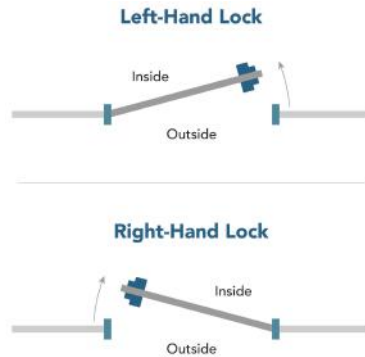 Left-Hand Lock
Inside
Outside
Right-Hand Lock
Inside
Outside